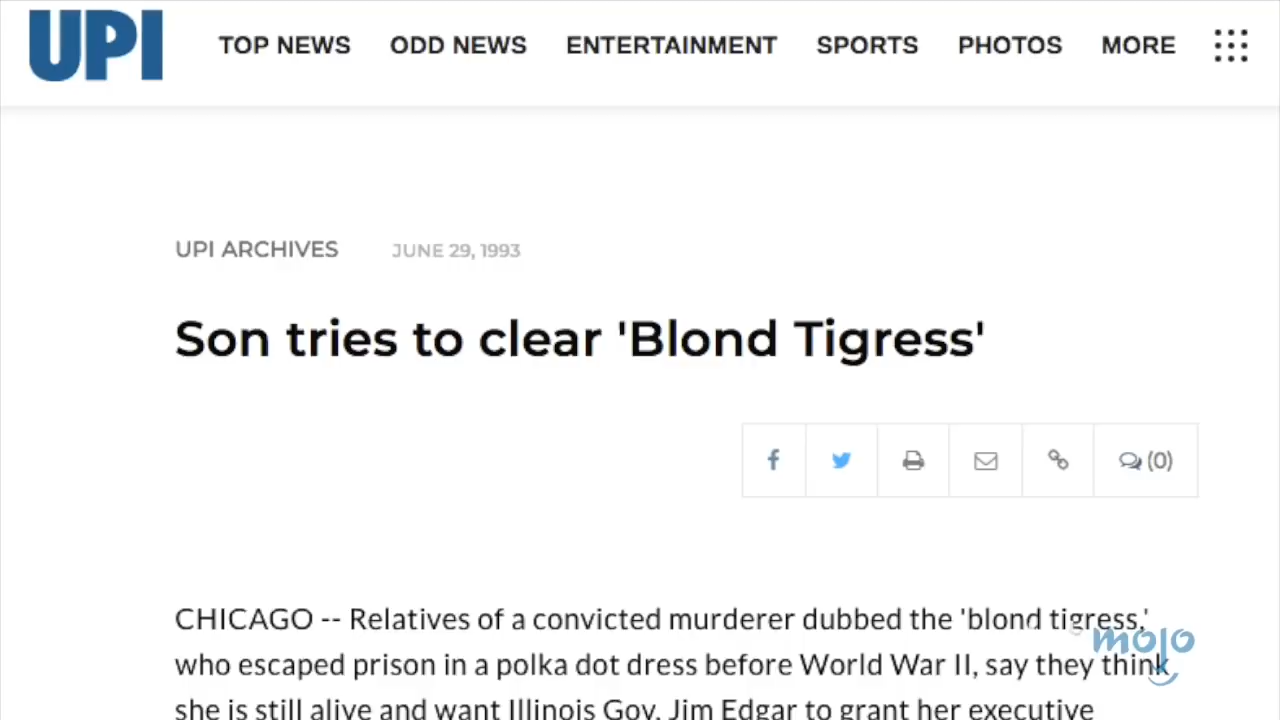 UPI TOP NEWS ODD NEWS ENTERTAINMENT SPORTS PHOTOS MORE
UPI ARCHIVES JUNE 29, 1993
Son tries to clear 'Blond Tigress'
(0)
CHICAGO -- Relatives of a convicted murderer dubbed the 'blond tigress,'
mojo
who escaped prison in a polka dot dress before World War II, say they think
she is still alive and want Illinois Gov. Jim Edgar to grant her executive